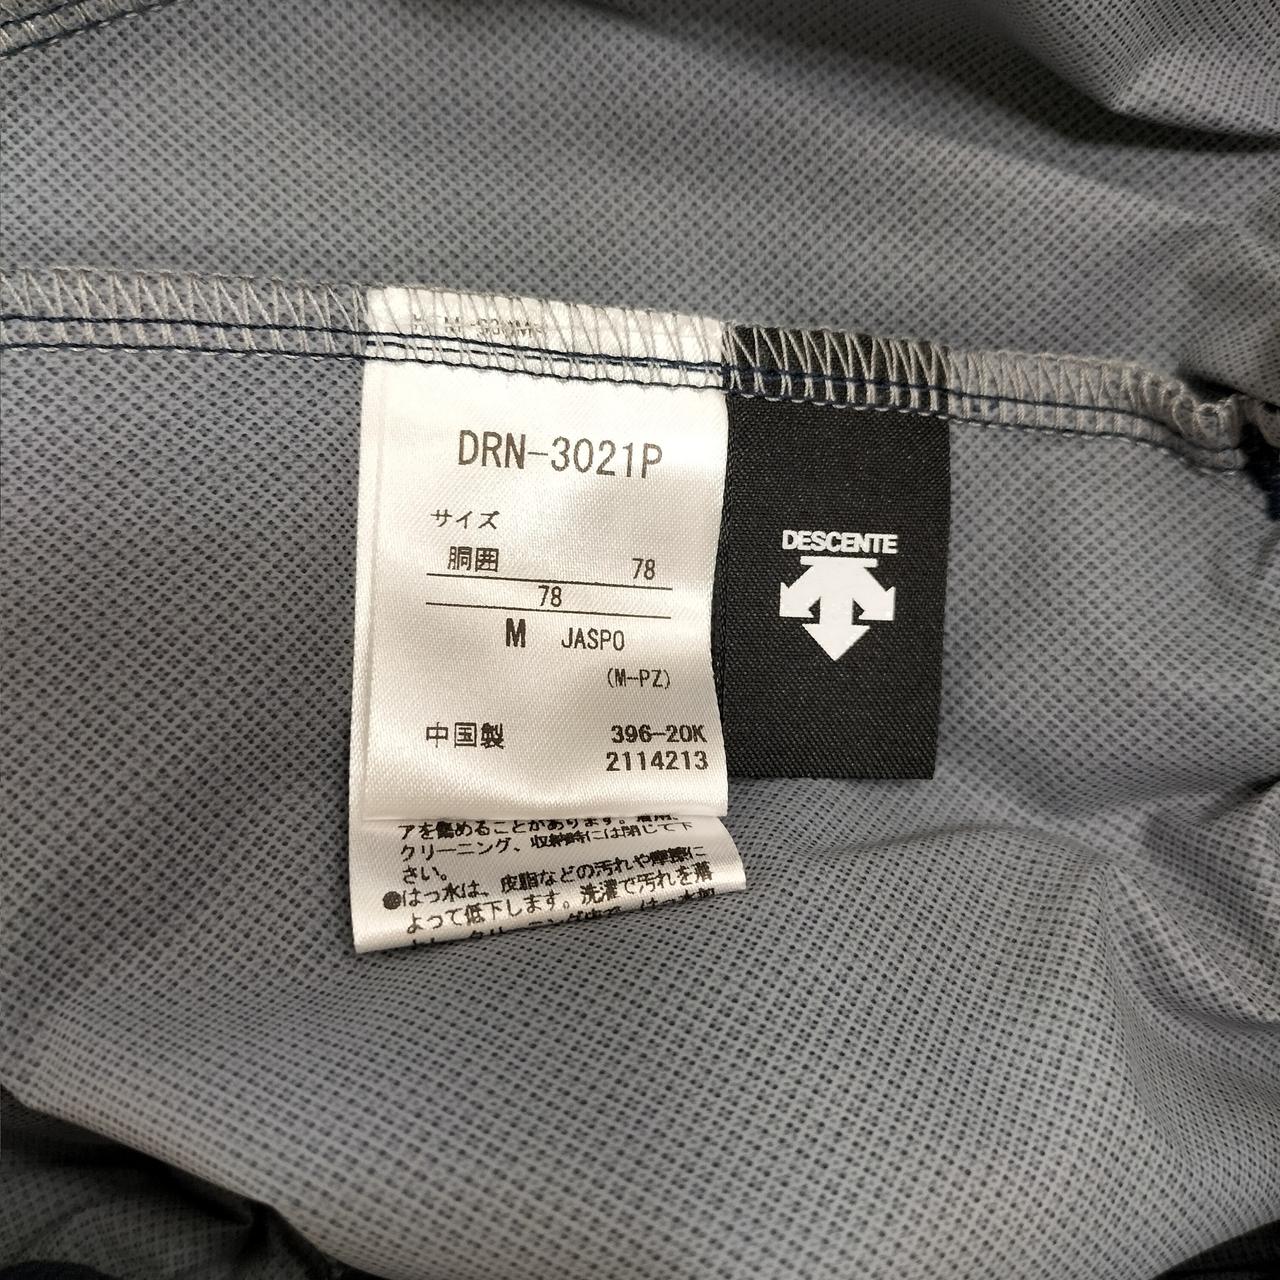 DRN-3021P
サイズ
胴囲 78
78
M JASPO
(M-PZ)
中国製 396-20K
2114213
DESCENTE
アを傷めることがあります。着用、
クリーニング、収納時には閉じて下
さい。
●はっ水は、皮脂などの汚れや摩擦に
よって低下します。洗濯で汚れを落